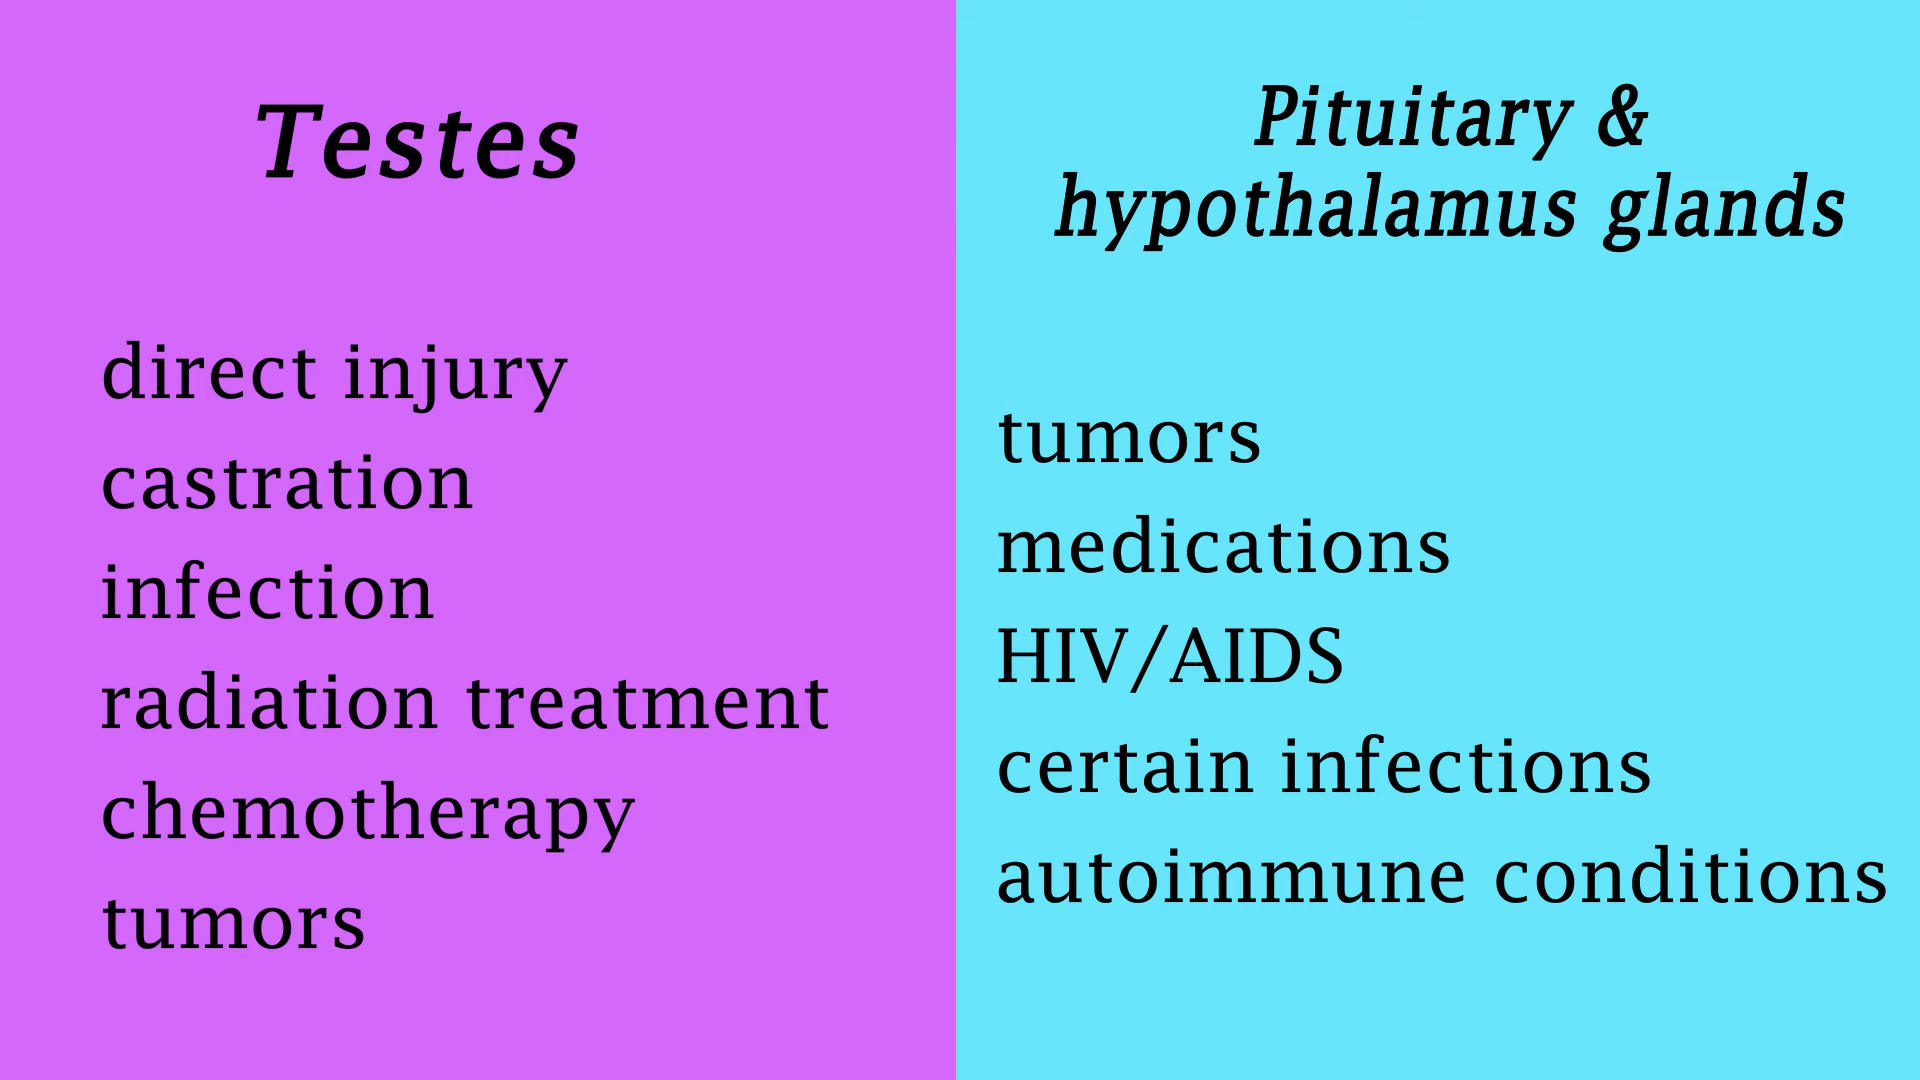 Testes
direct injury
castration
infection
radiation treatment
chemotherapy
tumors
Pituitary &
hypothalamus glands
tumors
medications
HIV/AIDS
certain infections
autoimmune conditions